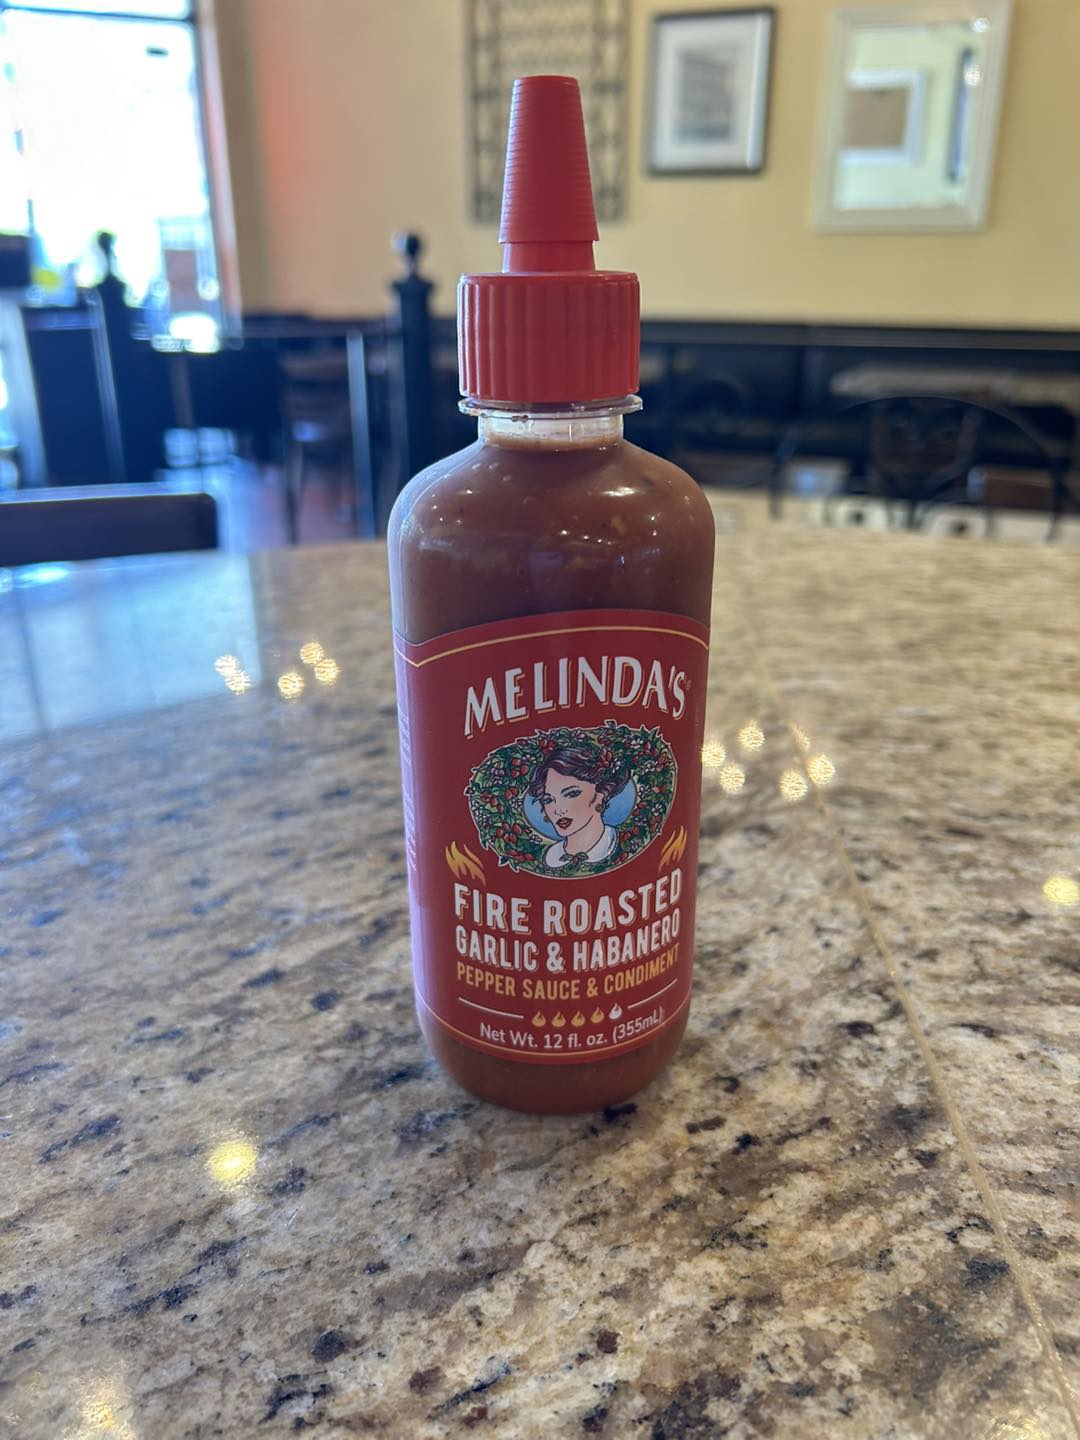 MELINDA'S®
FIRE ROASTED
GARLIC & HABANERO
PEPPER SAUCE & CONDIMENT
Net Wt. 12 fl. oz. (355mL)